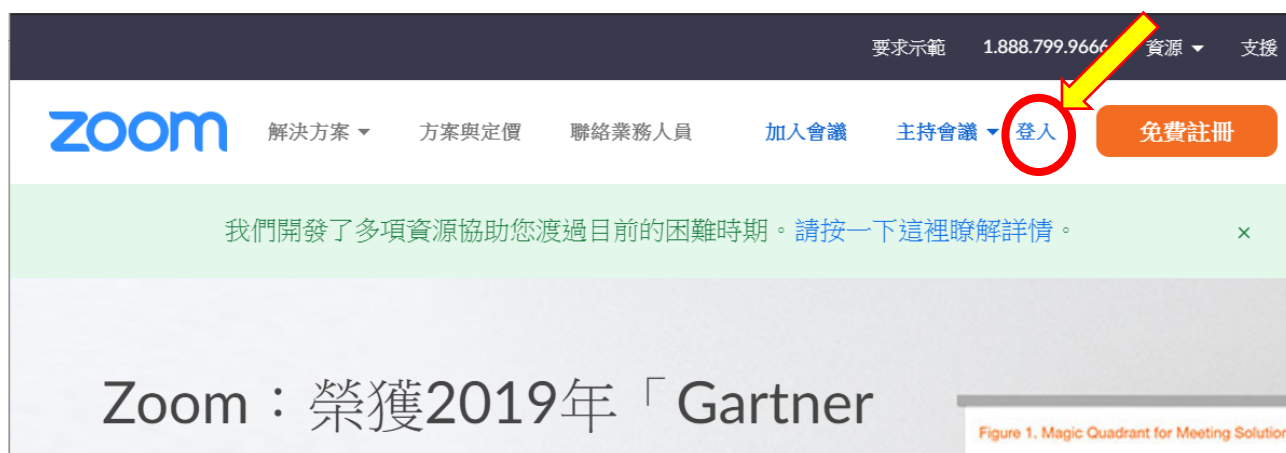 要求示範 1.888.799.9666 資源 支援
zoom 解決方案 方案與定價 聯絡業務人員 加入會議 主持會議 登入 免費註冊
我們開發了多項資源協助您渡過目前的困難時期。請按一下這裡瞭解詳情。 ×
Zoom：榮獲2019年「Gartner
Figure 1. Magic Quadrant for Meeting Solution